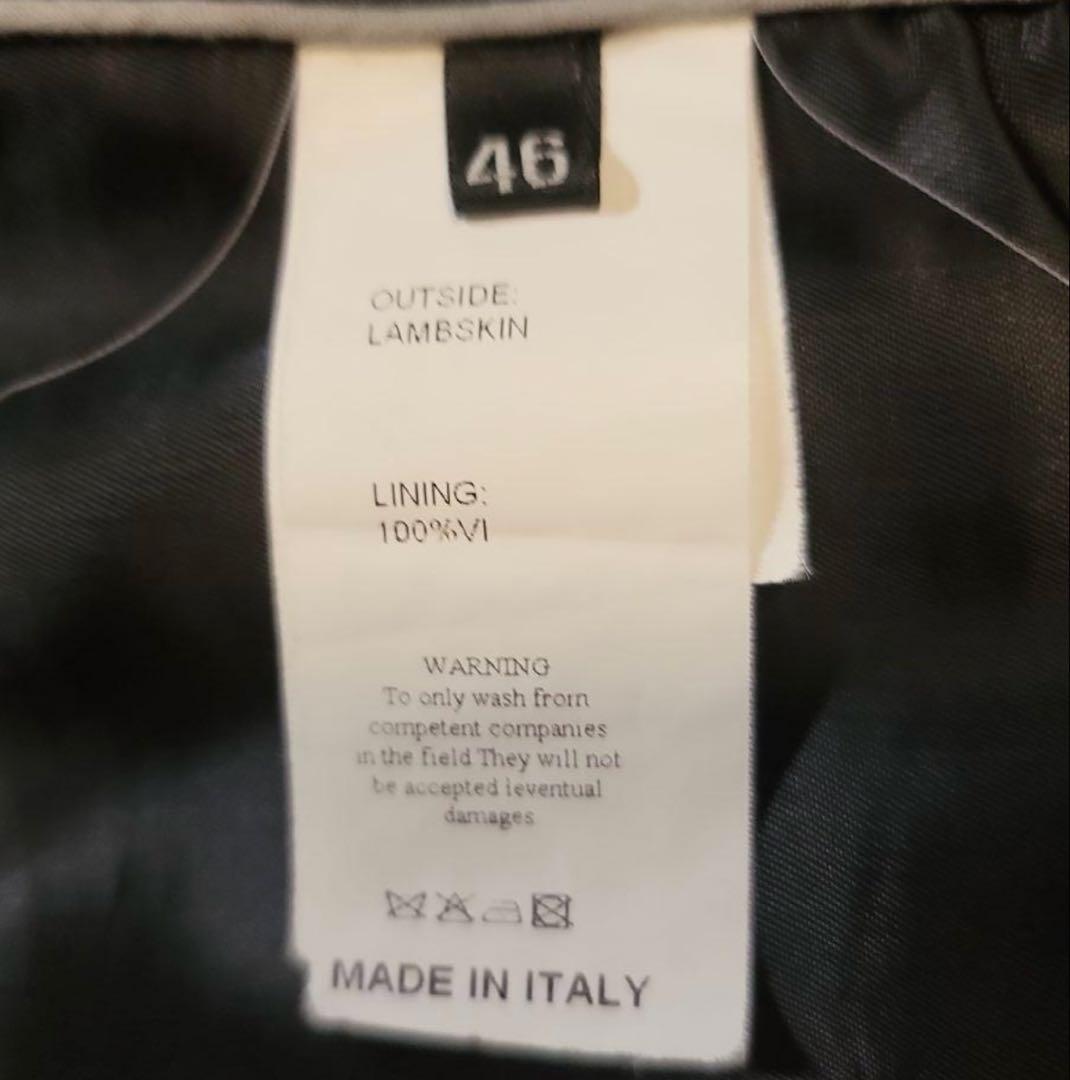 46
OUTSIDE:
LAMBSKIN
LINING:
100%VI
WARNING
To only wash from
competent companies
in the field They will not
be accepted ieventual
damages
MADE IN ITALY